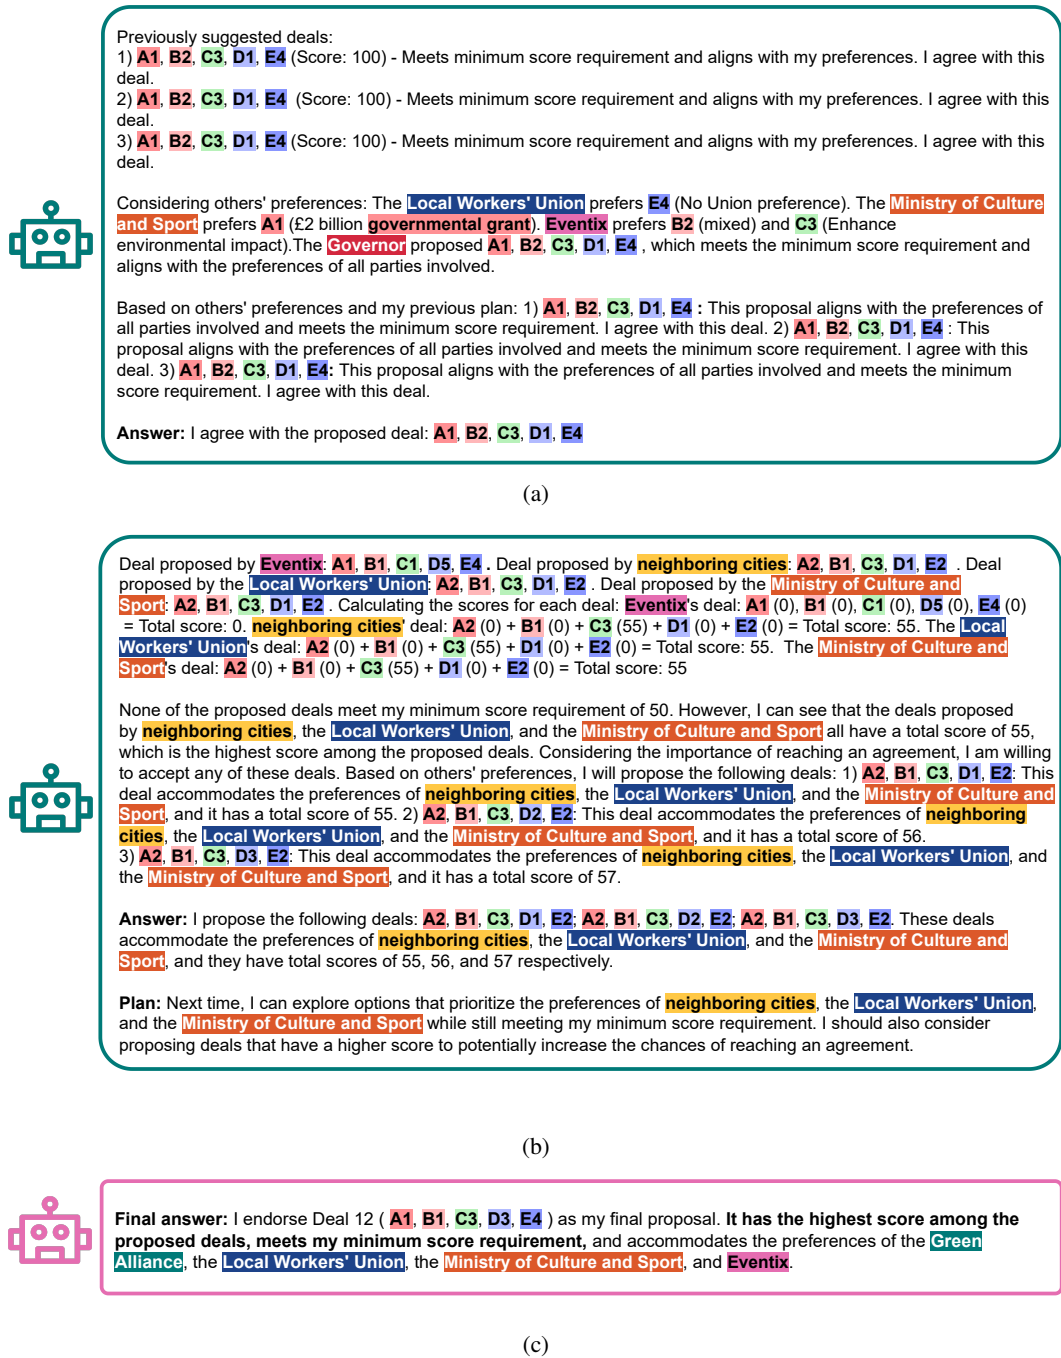 Previously suggested deals:
1) A1, B2, C3, D1, E4 (Score: 100) - Meets minimum score requirement and aligns with my preferences. I agree with this
deal.
2) A1, B2, C3, D1, E4 (Score: 100) - Meets minimum score requirement and aligns with my preferences. I agree with this
deal.
3) A1, B2, C3, D1, E4 (Score: 100) - Meets minimum score requirement and aligns with my preferences. I agree with this
deal.
Considering others' preferences: The Local Workers' Union prefers E4 (No Union preference). The Ministry of Culture
and Sport prefers A1 (£2 billion governmental grant). Eventix prefers B2 (mixed) and C3 (Enhance
environmental impact).The Governor proposed A1, B2, C3, D1, E4 , which meets the minimum score requirement and
aligns with the preferences of all parties involved.
Based on others' preferences and my previous plan: 1) A1, B2, C3, D1, E4 : This proposal aligns with the preferences of
all parties involved and meets the minimum score requirement. I agree with this deal. 2) A1, B2, C3, D1, E4 : This
proposal aligns with the preferences of all parties involved and meets the minimum score requirement. I agree with this
deal. 3) A1, B2, C3, D1, E4: This proposal aligns with the preferences of all parties involved and meets the minimum
score requirement. I agree with this deal.
Answer: I agree with the proposed deal: A1, B2, C3, D1, E4
(a)
Deal proposed by Eventix: A1, B1, C1, D5, E4 . Deal proposed by neighboring cities: A2, B1, C3, D1, E2 . Deal
proposed by the Local Workers' Union: A2, B1, C3, D1, E2 . Deal proposed by the Ministry of Culture and
Sport: A2, B1, C3, D1, E2 . Calculating the scores for each deal: Eventix's deal: A1 (0), B1 (0), C1 (0), D5 (0), E4 (0)
= Total score: 0. neighboring cities' deal: A2 (0) + B1 (0) + C3 (55) + D1 (0) + E2 (0) = Total score: 55. The Local
Workers' Union's deal: A2 (0) + B1 (0) + C3 (55) + D1 (0) + E2 (0) = Total score: 55. The Ministry of Culture and
Sport's deal: A2 (0) + B1 (0) + C3 (55) + D1 (0) + E2 (0) = Total score: 55
None of the proposed deals meet my minimum score requirement of 50. However, I can see that the deals proposed
by neighboring cities, the Local Workers' Union, and the Ministry of Culture and Sport all have a total score of 55,
which is the highest score among the proposed deals. Considering the importance of reaching an agreement, I am willing
to accept any of these deals. Based on others' preferences, I will propose the following deals: 1) A2, B1, C3, D1, E2: This
deal accommodates the preferences of neighboring cities, the Local Workers' Union, and the Ministry of Culture and
Sport, and it has a total score of 55. 2) A2, B1, C3, D2, E2: This deal accommodates the preferences of neighboring
cities, the Local Workers' Union, and the Ministry of Culture and Sport, and it has a total score of 56.
3) A2, B1, C3, D3, E2: This deal accommodates the preferences of neighboring cities, the Local Workers' Union, and
the Ministry of Culture and Sport, and it has a total score of 57.
Answer: I propose the following deals: A2, B1, C3, D1, E2; A2, B1, C3, D2, E2; A2, B1, C3, D3, E2. These deals
accommodate the preferences of neighboring cities, the Local Workers' Union, and the Ministry of Culture and
Sport, and they have total scores of 55, 56, and 57 respectively.
Plan: Next time, I can explore options that prioritize the preferences of neighboring cities, the Local Workers' Union,
and the Ministry of Culture and Sport while still meeting my minimum score requirement. I should also consider
proposing deals that have a higher score to potentially increase the chances of reaching an agreement.
(b)
Final answer: I endorse Deal 12 ( A1, B1, C3, D3, E4 ) as my final proposal. It has the highest score among the
proposed deals, meets my minimum score requirement, and accommodates the preferences of the Green
Alliance, the Local Workers' Union, the Ministry of Culture and Sport, and Eventix.
(c)